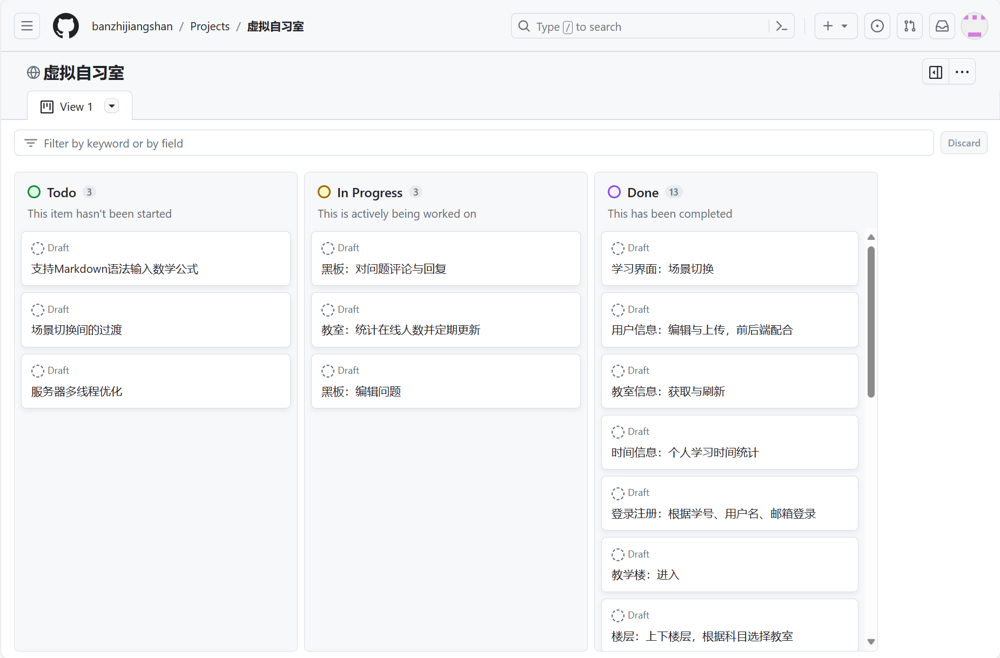 banzhijiangshan / Projects / 虚拟自习室
Type / to search
虚拟自习室
View 1
Filter by keyword or by field
Discard
Todo 3
This item hasn't been started
Draft
支持Markdown语法输入数学公式
Draft
场景切换间的过渡
Draft
服务器多线程优化
In Progress 3
This is actively being worked on
Draft
黑板：对问题评论与回复
Draft
教室：统计在线人数并定期更新
Draft
黑板：编辑问题
Done 13
This has been completed
Draft
学习界面：场景切换
Draft
用户信息：编辑与上传，前后端配合
Draft
教室信息：获取与刷新
Draft
时间信息：个人学习时间统计
Draft
登录注册：根据学号、用户名、邮箱登录
Draft
教学楼：进入
Draft
楼层：上下楼层，根据科目选择教室